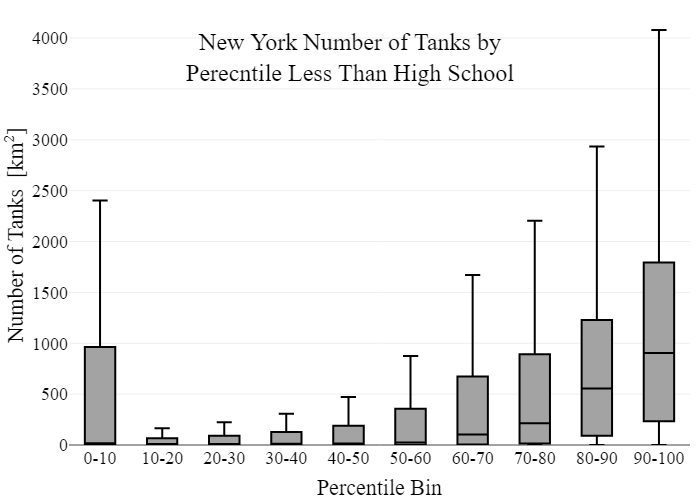 New York Number of Tanks by
Perecntile Less Than High School
Number of Tanks [km²]
4000
3500
3000
2500
2000
1500
1000
500
0
0-10 10-20 20-30 30-40 40-50 50-60 60-70 70-80 80-90 90-100
Percentile Bin